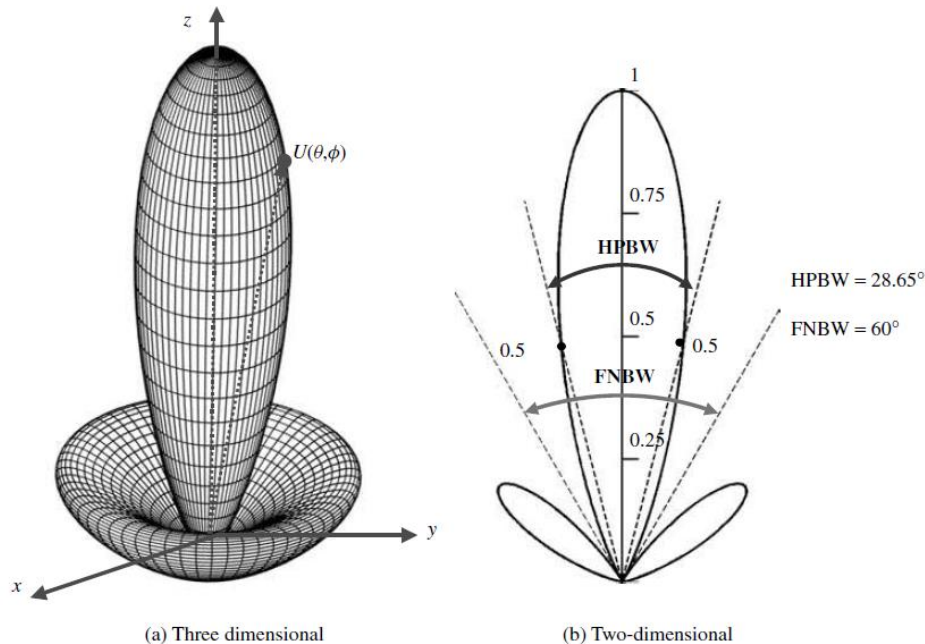 z
U(θ,ϕ)
y
x
(a) Three dimensional
1
0.75
HPBW
HPBW = 28.65°
0.5
FNBW = 60°
0.5
0.5
FNBW
0.25
(b) Two-dimensional